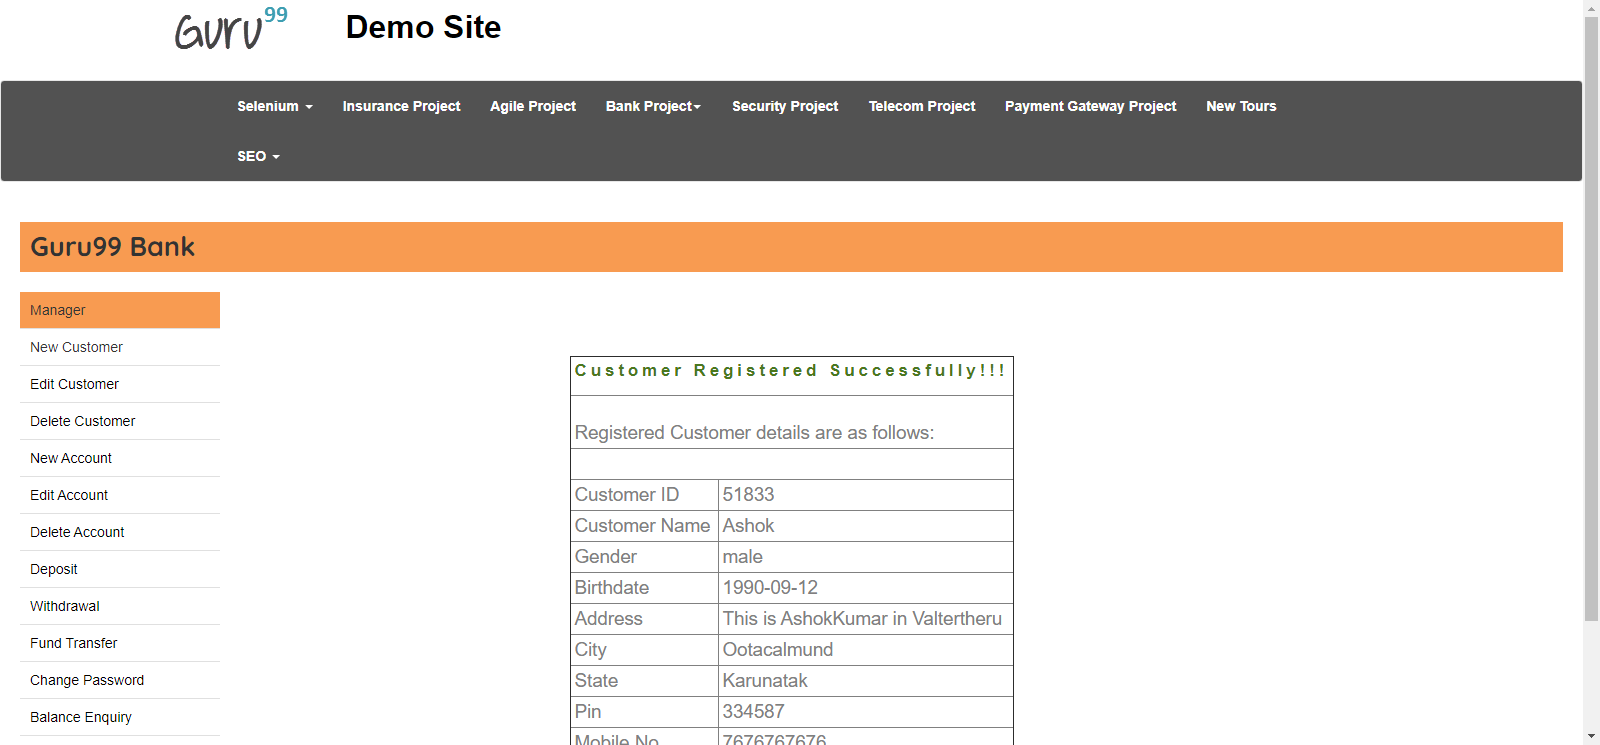 Guru99 Demo Site
Selenium Insurance Project Agile Project Bank Project Security Project Telecom Project Payment Gateway Project New Tours
SEO
Guru99 Bank
Manager
New Customer
Edit Customer
Delete Customer
New Account
Edit Account
Delete Account
Deposit
Withdrawal
Fund Transfer
Change Password
Balance Enquiry
Customer Registered Successfully!!!
Registered Customer details are as follows:
Customer ID 51833
Customer Name Ashok
Gender male
Birthdate 1990-09-12
Address This is AshokKumar in Valtertheru
City Ootacalmund
State Karunatak
Pin 334587
Mobile No 7676767676